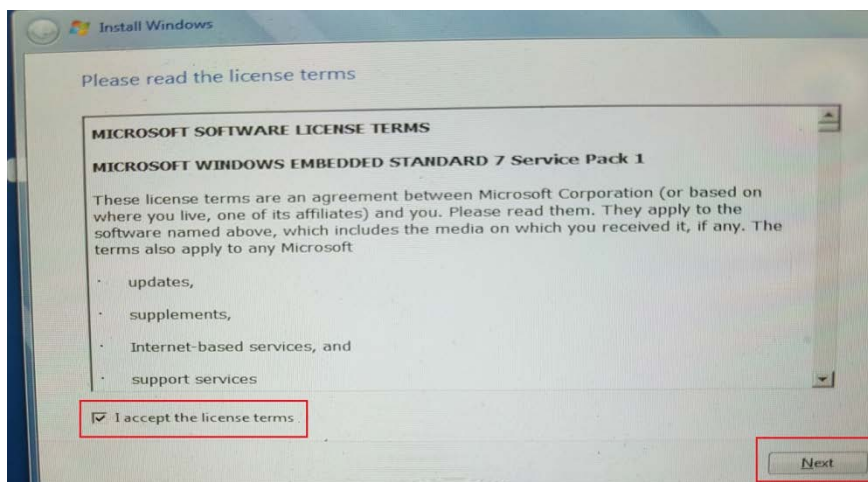 Install Windows
Please read the license terms
MICROSOFT SOFTWARE LICENSE TERMS
MICROSOFT WINDOWS EMBEDDED STANDARD 7 Service Pack 1
These license terms are an agreement between Microsoft Corporation (or based on
where you live, one of its affiliates) and you. Please read them. They apply to the
software named above, which includes the media on which you received it, if any. The
terms also apply to any Microsoft
· updates,
· supplements,
· Internet-based services, and
· support services
I accept the license terms
Next